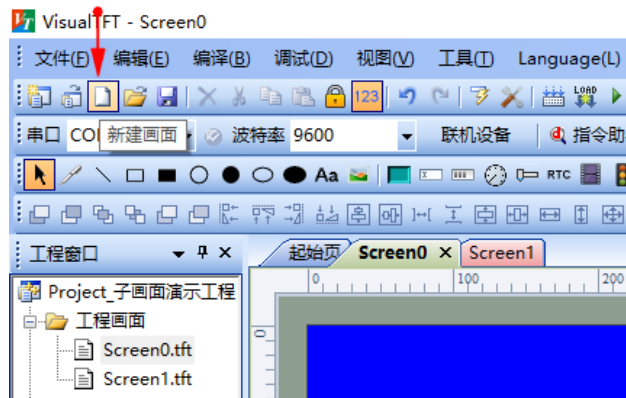 VisualTFT - Screen0
文件(F) 编辑(E) 编译(B) 调试(D) 视图(V) 工具(T) Language(L)
123 LOAD
串口 CO 新建画面 波特率 9600 联机设备 指令助
Aa RTC
工程窗口 起始页 Screen0 × Screen1
0 100 200
Project_子画面演示工程
工程画面
0
Screen0.tft
Screen1.tft